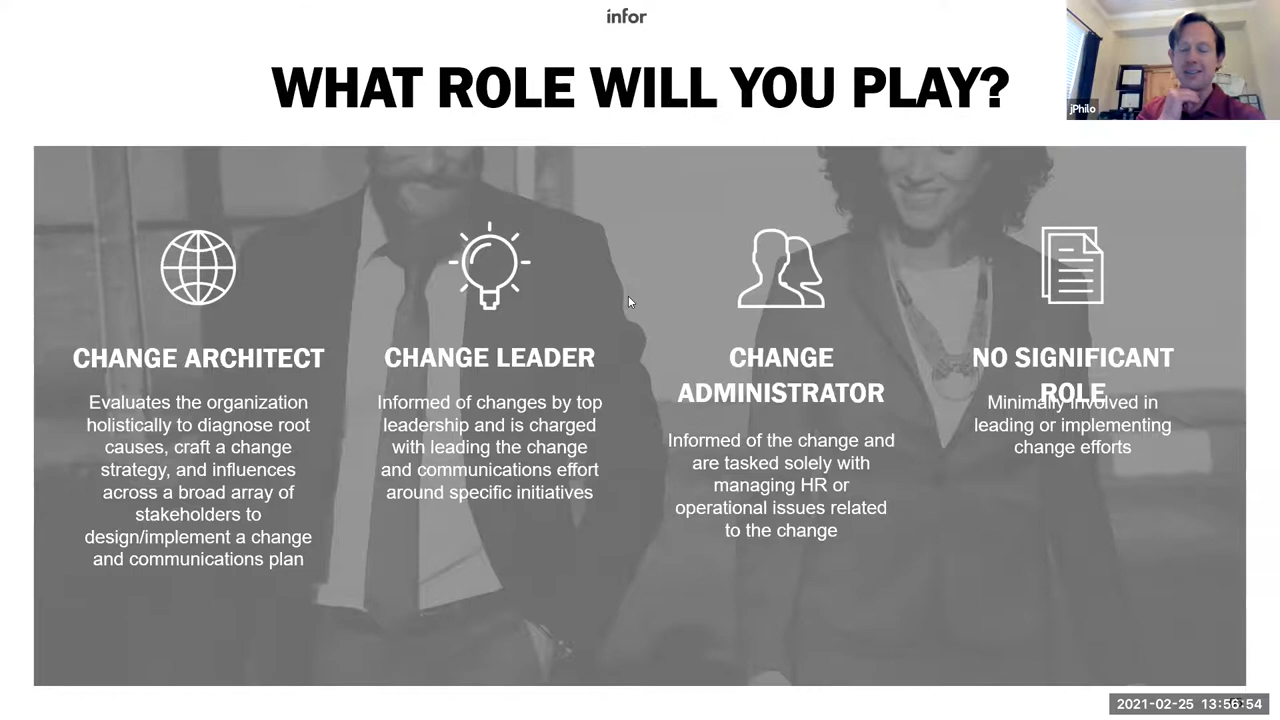 infor
WHAT ROLE WILL YOU PLAY?
jPhilo
CHANGE ARCHITECT
Evaluates the organization
holistically to diagnose root
causes, craft a change
strategy, and influences
across a broad array of
stakeholders to
design/implement a change
and communications plan
CHANGE LEADER
Informed of changes by top
leadership and is charged
with leading the change
and communications effort
around specific initiatives
CHANGE
ADMINISTRATOR
Informed of the change and
are tasked solely with
managing HR or
operational issues related
to the change
NO SIGNIFICANT
ROLE
Minimally involved in
leading or implementing
change efforts
2021-02-25 13:56:54